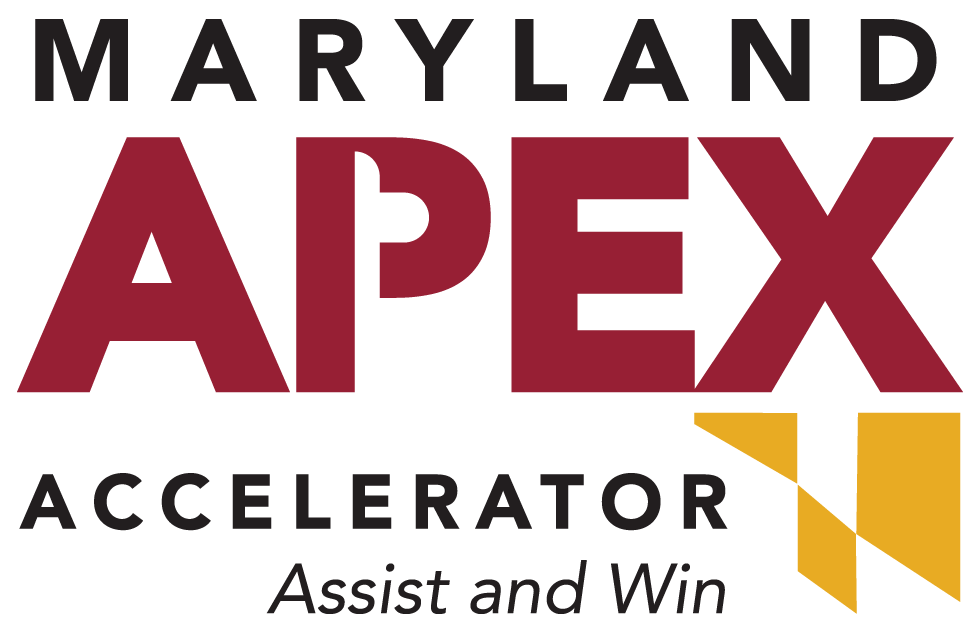 MARYLAND
APEX
ACCELERATOR
Assist and Win